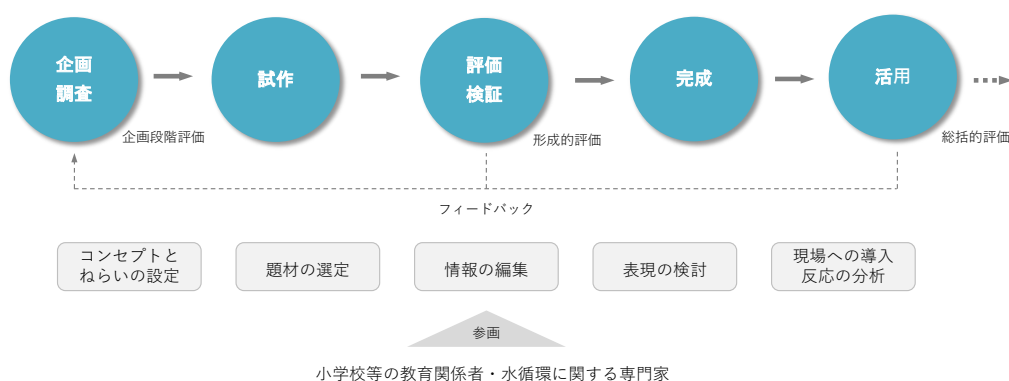 企画
調査
試作
評価
検証
完成
活用
企画段階評価
形成的評価
総括的評価
フィードバック
コンセプトと
ねらいの設定
題材の選定
情報の編集
表現の検討
現場への導入
反応の分析
参画
小学校等の教育関係者・水循環に関する専門家